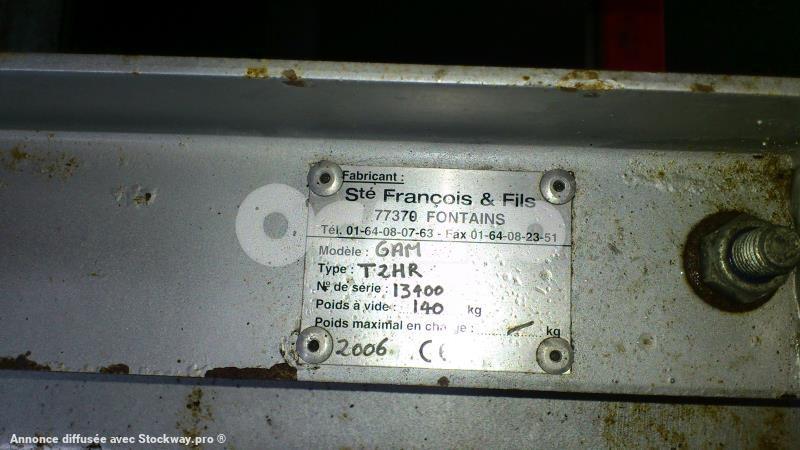 Fabricant :
Sté François & Fils
77370 FONTAINS
Tél. 01-64-08-07-63 - Fax 01-64-08-23-51
Modèle : GAM
Type : T2HR
N° de série : 13400
Poids à vide : 140 kg
Poids maximal en charge : — kg
2006 CE
Annonce diffusée avec Stockway.pro ®